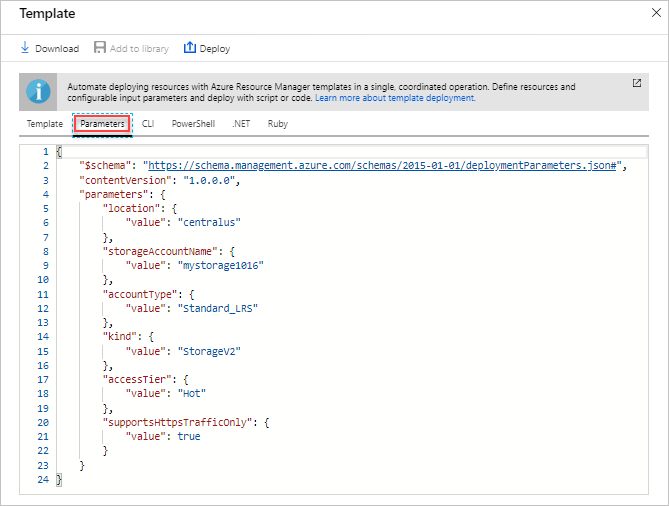 Template
Download Add to library Deploy
Automate deploying resources with Azure Resource Manager templates in a single, coordinated operation. Define resources and
configurable input parameters and deploy with script or code. Learn more about template deployment.
Template Parameters CLI PowerShell .NET Ruby
1 {
2 "$schema": "https://schema.management.azure.com/schemas/2015-01-01/deploymentParameters.json#",
3 "contentVersion": "1.0.0.0",
4 "parameters": {
5 "location": {
6 "value": "centralus"
7 },
8 "storageAccountName": {
9 "value": "mystorage1016"
10 },
11 "accountType": {
12 "value": "Standard_LRS"
13 },
14 "kind": {
15 "value": "StorageV2"
16 },
17 "accessTier": {
18 "value": "Hot"
19 },
20 "supportsHttpsTrafficOnly": {
21 "value": true
22 }
23 }
24 }